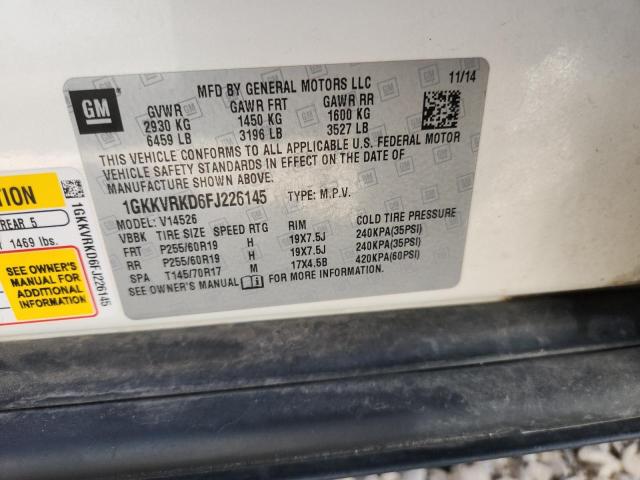 MFD BY GENERAL MOTORS LLC 11/14
GM
GVWR GAWR FRT GAWR RR
2930 KG 1450 KG 1600 KG
6459 LB 3196 LB 3527 LB
THIS VEHICLE CONFORMS TO ALL APPLICABLE U.S. FEDERAL MOTOR
VEHICLE SAFETY STANDARDS IN EFFECT ON THE DATE OF
MANUFACTURE SHOWN ABOVE.
1GKKVRKD6FJ226145 TYPE: M.P.V.
MODEL: V14526
VBBK TIRE SIZE SPEED RTG RIM COLD TIRE PRESSURE
FRT P255/60R19 H 19X7.5J 240KPA(35PSI)
RR P255/60R19 H 19X7.5J 240KPA(35PSI)
SPA T145/70R17 M 17X4.5B 420KPA(60PSI)
SEE OWNER'S MANUAL FOR MORE INFORMATION.
TION
REAR 5
1469 lbs.
SEE OWNER'S
MANUAL FOR
ADDITIONAL
INFORMATION
1GKKVRKD6FJ226145